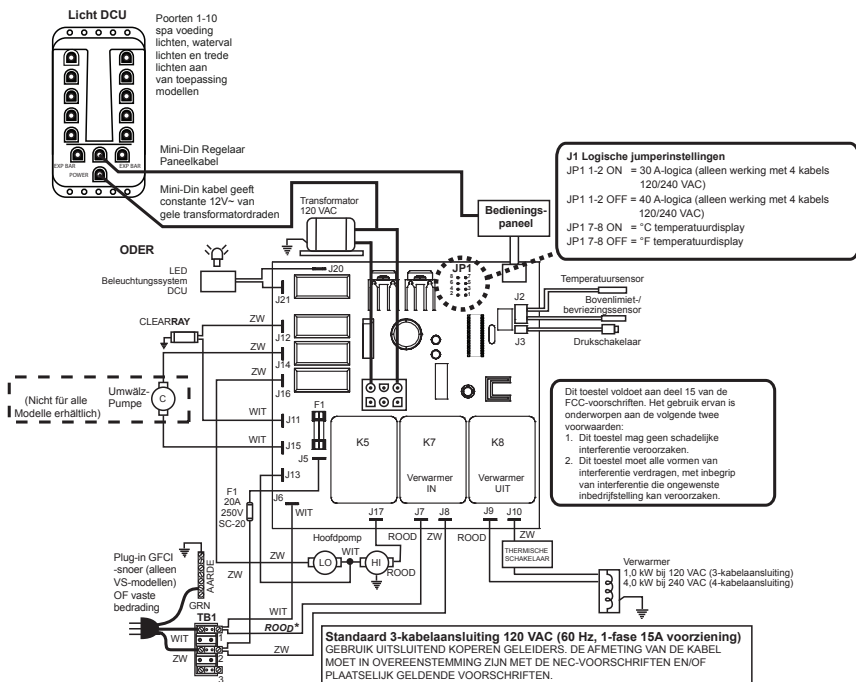 Licht DCU
Poorten 1-10
spa voeding
lichten, waterval
lichten en trede
lichten aan
van toepassing
modellen
EXP BAR
EXP BAR
POWER
Mini-Din Regelaar
Paneelkabel
Mini-Din kabel geeft
constante 12V~ van
gele transformatordraden
Transformator
120 VAC
Bedienings-
paneel
J1 Logische jumperinstellingen
JP1 1-2 ON = 30 A-logica (alleen werking met 4 kabels
120/240 VAC)
JP1 1-2 OFF = 40 A-logica (alleen werking met 4 kabels
120/240 VAC)
JP1 7-8 ON = °C temperatuurdisplay
JP1 7-8 OFF = °F temperatuurdisplay
ODER
LED
Beleuchtungssystem
DCU
J20
J21
JP1
J2
J3
Temperatuursensor
Bovenlimiet-/
bevriezingssensor
Drukschakelaar
CLEARRAY
ZW
J12
ZW
J14
ZW
J16
(Nicht für alle
Modelle erhältlich)
Umwälz-
Pumpe
C
WIT
J11
WIT
J15
F1
J5
J13
K5
K7
Verwarmer
IN
K8
Verwarmer
UIT
Dit toestel voldoet aan deel 15 van de
FCC-voorschriften. Het gebruik ervan is
onderworpen aan de volgende twee
voorwaarden:
1. Dit toestel mag geen schadelijke
interferentie veroorzaken.
2. Dit toestel moet alle vormen van
interferentie verdragen, met inbegrip
van interferentie die ongewenste
inbedrijfstelling kan veroorzaken.
F1
20A
250V
SC-20
J6
WIT
J17
J7
J8
J9
J10
ROOD
ZW
ROOD
ZW
THERMISCHE
SCHAKELAAR
Hoofdpomp
ZW
LO
WIT
HI
ROOD
ZW
Verwarmer
1,0 kW bij 120 VAC (3-kabelaansluiting)
4,0 kW bij 240 VAC (4-kabelaansluiting)
Plug-in GFCI
-snoer (alleen
VS-modellen)
OF vaste
bedrading
AARDE
GRN
TB1
WIT
ROOD*
WIT
1
ZW
2
ZW
3
Standaard 3-kabelaansluiting 120 VAC (60 Hz, 1-fase 15A voorziening)
GEBRUIK UITSLUITEND KOPEREN GELEIDERS. DE AFMETING VAN DE KABEL
MOET IN OVEREENSTEMMING ZIJN MET DE NEC-VOORSCHRIFTEN EN/OF
PLAATSELIJK GELDENDE VOORSCHRIFTEN.